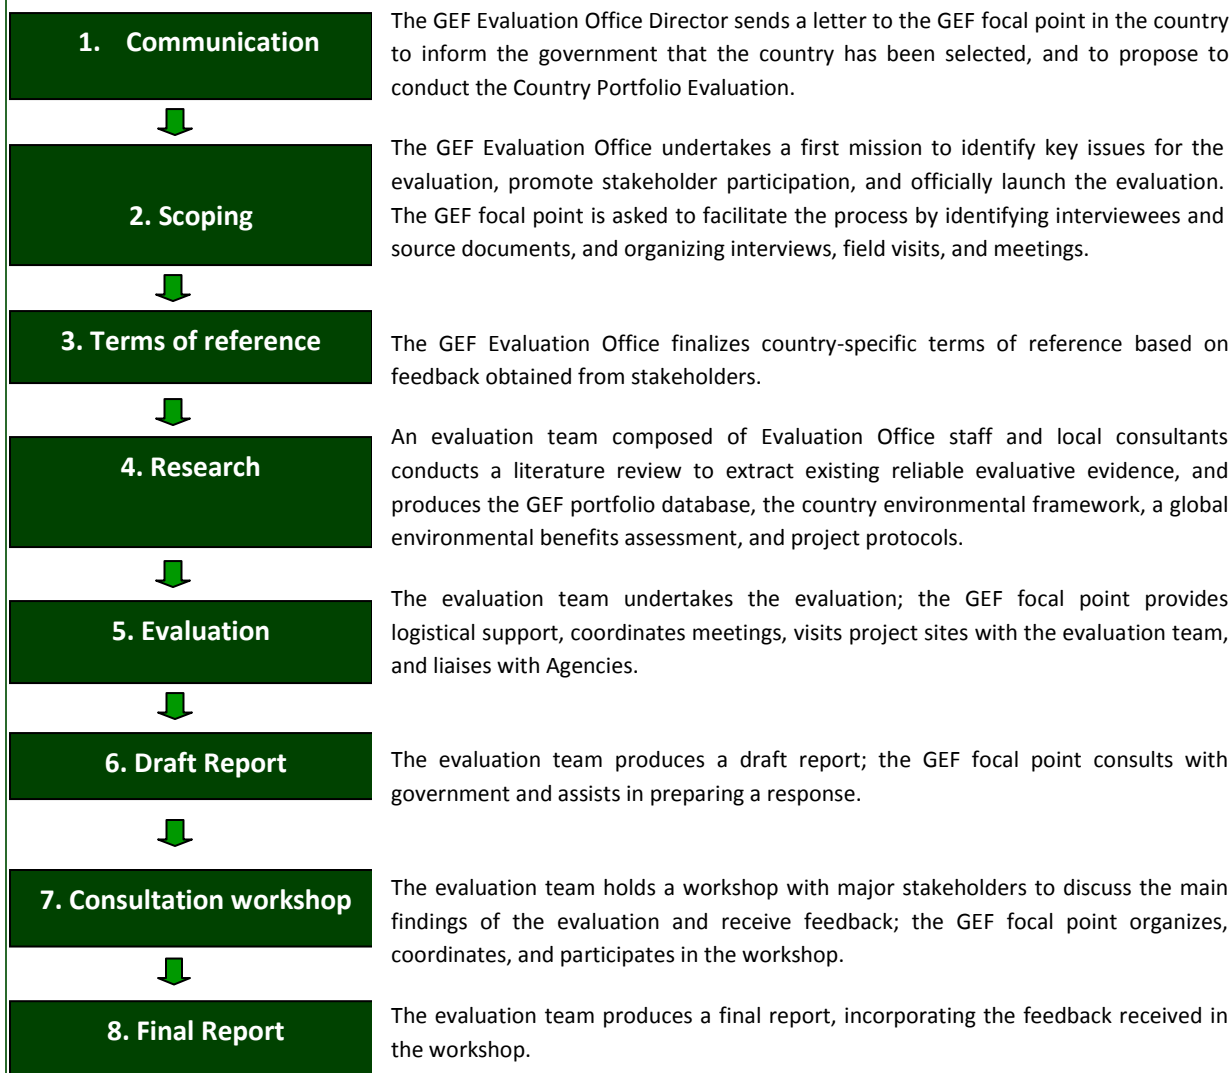 1. Communication
The GEF Evaluation Office Director sends a letter to the GEF focal point in the country
to inform the government that the country has been selected, and to propose to
conduct the Country Portfolio Evaluation.
2. Scoping
The GEF Evaluation Office undertakes a first mission to identify key issues for the
evaluation, promote stakeholder participation, and officially launch the evaluation.
The GEF focal point is asked to facilitate the process by identifying interviewees and
source documents, and organizing interviews, field visits, and meetings.
3. Terms of reference
The GEF Evaluation Office finalizes country-specific terms of reference based on
feedback obtained from stakeholders.
4. Research
An evaluation team composed of Evaluation Office staff and local consultants
conducts a literature review to extract existing reliable evaluative evidence, and
produces the GEF portfolio database, the country environmental framework, a global
environmental benefits assessment, and project protocols.
5. Evaluation
The evaluation team undertakes the evaluation; the GEF focal point provides
logistical support, coordinates meetings, visits project sites with the evaluation team,
and liaises with Agencies.
6. Draft Report
The evaluation team produces a draft report; the GEF focal point consults with
government and assists in preparing a response.
7. Consultation workshop
The evaluation team holds a workshop with major stakeholders to discuss the main
findings of the evaluation and receive feedback; the GEF focal point organizes,
coordinates, and participates in the workshop.
8. Final Report
The evaluation team produces a final report, incorporating the feedback received in
the workshop.